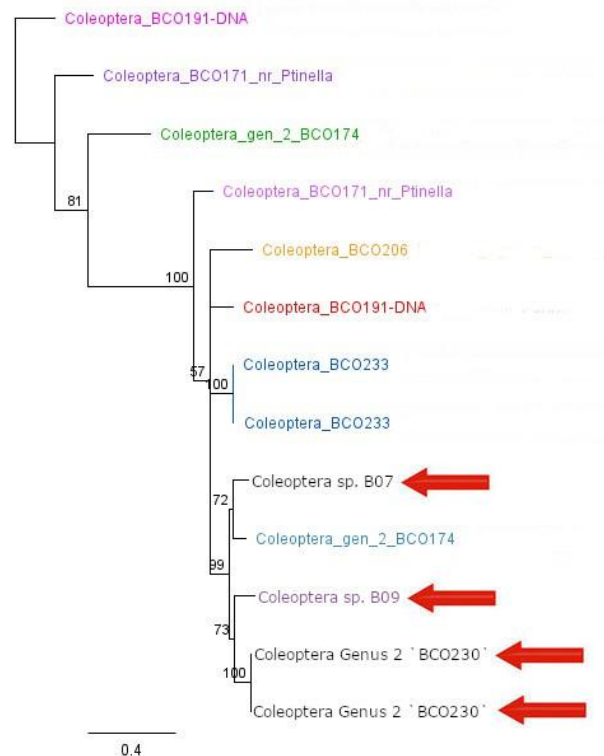 Coleoptera_BCO191-DNA
Coleoptera_BCO171_nr_Ptinella
Coleoptera_gen_2_BCO174
81
Coleoptera_BCO171_nr_Ptinella
Coleoptera_BCO206
100
Coleoptera_BCO191-DNA
Coleoptera_BCO233
57
100
Coleoptera_BCO233
Coleoptera sp. B07
72
Coleoptera_gen_2_BCO174
99
Coleoptera sp. B09
73
Coleoptera Genus 2 `BCO230`
100
Coleoptera Genus 2 `BCO230`
0.4